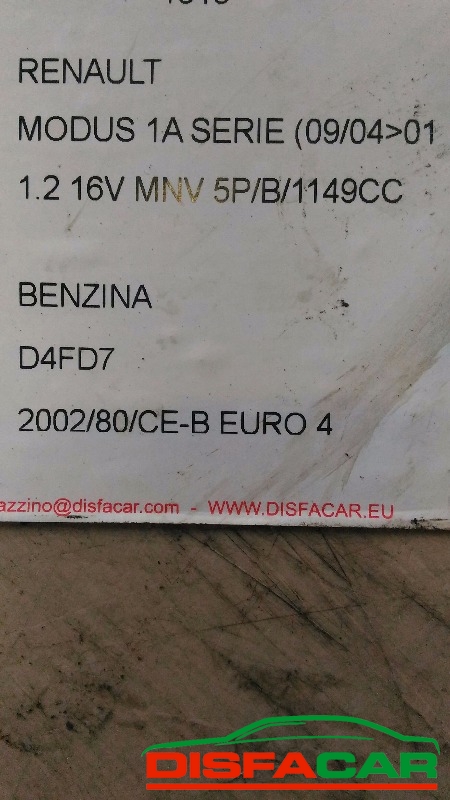 RENAULT
MODUS 1A SERIE (09/04>01
1.2 16V MNV 5P/B/1149CC
BENZINA
D4FD7
2002/80/CE-B EURO 4
azzino@disfacar.com - WWW.DISFACAR.EU
DISFACAR